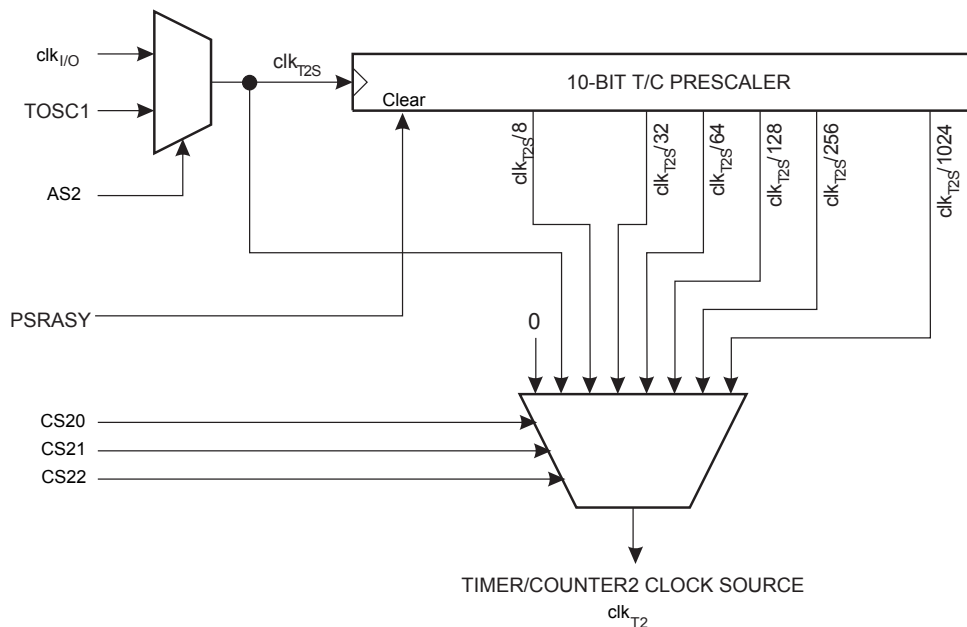 clkI/O
clkT2S
10-BIT T/C PRESCALER
TOSC1
Clear
AS2
clkT2S/8
clkT2S/32
clkT2S/64
clkT2S/128
clkT2S/256
clkT2S/1024
PSRASY
0
CS20
CS21
CS22
TIMER/COUNTER2 CLOCK SOURCE
clkT2